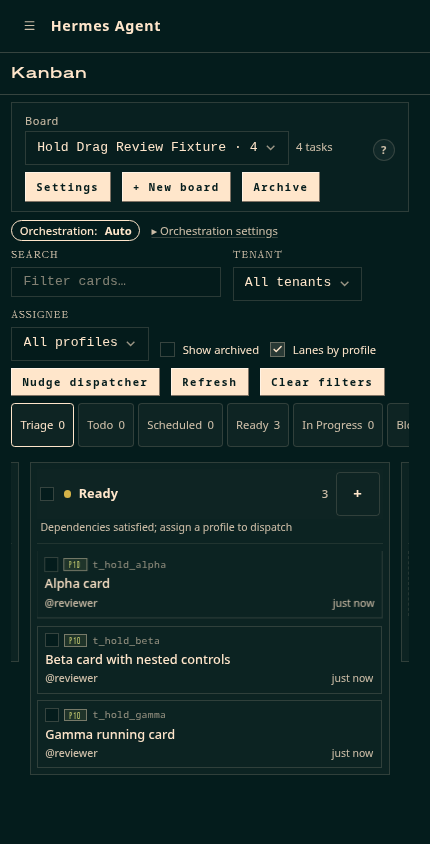 ☰ Hermes Agent
Kanban
Board
Hold Drag Review Fixture · 4
4 tasks
?
Settings
+ New board
Archive
Orchestration: Auto
▸ Orchestration settings
SEARCH
TENANT
Filter cards…
All tenants
ASSIGNEE
All profiles
Show archived
Lanes by profile
Nudge dispatcher
Refresh
Clear filters
Triage 0
Todo 0
Scheduled 0
Ready 3
In Progress 0
Blo
Ready
3
+
Dependencies satisfied; assign a profile to dispatch
P10 t_hold_alpha
Alpha card
@reviewer
just now
P10 t_hold_beta
Beta card with nested controls
@reviewer
just now
P10 t_hold_gamma
Gamma running card
@reviewer
just now